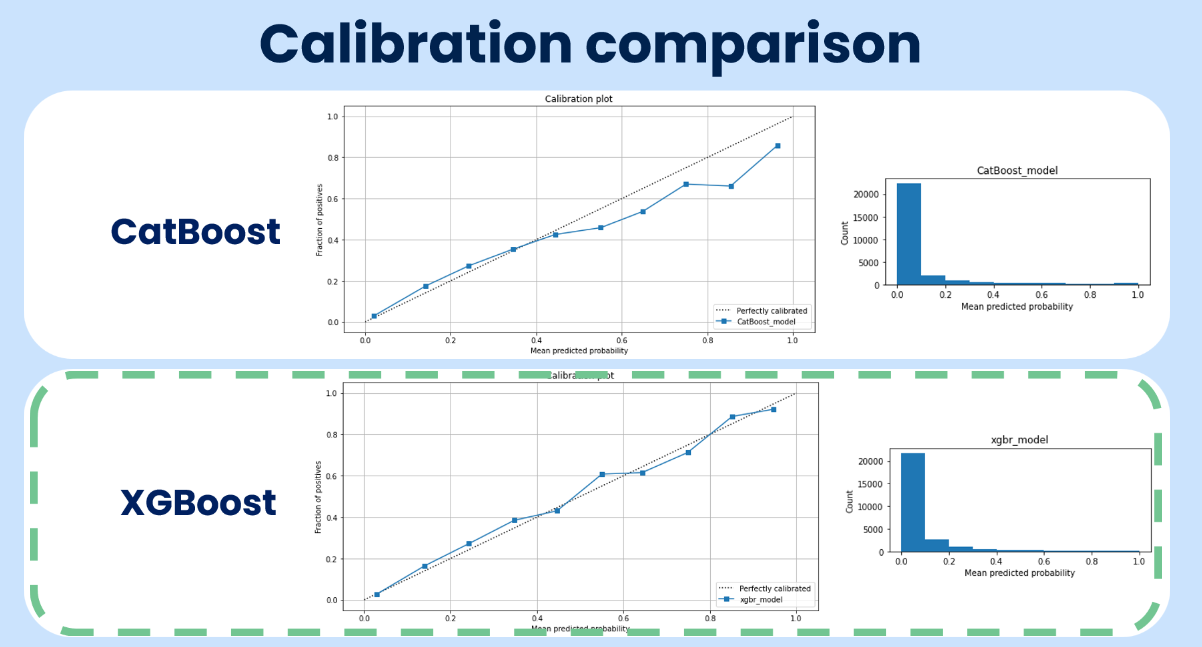 Calibration comparison
CatBoost
Calibration plot
Fraction of positives
1.0
0.8
0.6
0.4
0.2
0.0
0.0 0.2 0.4 0.6 0.8 1.0
Mean predicted probability
Perfectly calibrated
CatBoost_model
CatBoost_model
Count
20000
15000
10000
5000
0
0.0 0.2 0.4 0.6 0.8 1.0
Mean predicted probability
XGBoost
Calibration plot
Fraction of positives
1.0
0.8
0.6
0.4
0.2
0.0
0.0 0.2 0.4 0.6 0.8 1.0
Mean predicted probability
Perfectly calibrated
xgbr_model
xgbr_model
Count
20000
15000
10000
5000
0
0.0 0.2 0.4 0.6 0.8 1.0
Mean predicted probability